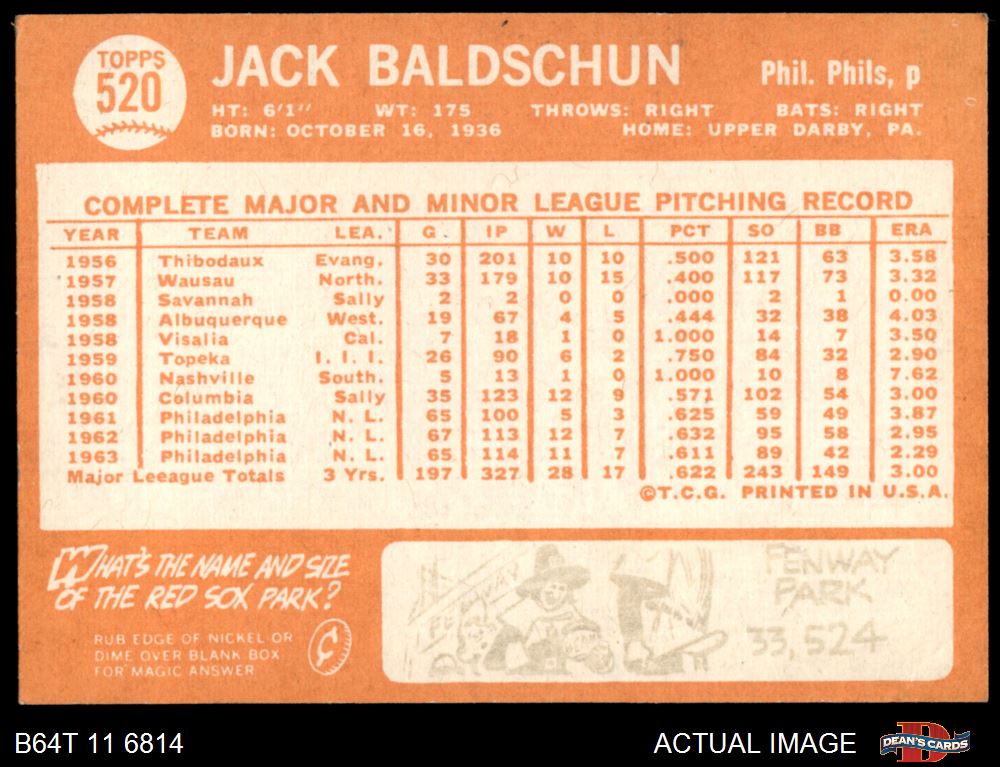 TOPPS
520
JACK BALDSCHUN
Phil. Phils, p
HT: 6'1" WT: 175 THROWS: RIGHT BATS: RIGHT
BORN: OCTOBER 16, 1936 HOME: UPPER DARBY, PA.
COMPLETE MAJOR AND MINOR LEAGUE PITCHING RECORD
YEAR TEAM LEA. G IP W L PCT SO BB ERA
1956 Thibodaux Evang. 30 201 10 10 .500 121 63 3.58
1957 Wausau North. 33 179 10 15 .400 117 73 3.32
1958 Savannah Sally 2 2 0 0 .000 2 1 0.00
1958 Albuquerque West. 19 67 4 5 .444 32 38 4.03
1958 Visalia Cal. 7 18 1 0 1.000 14 7 3.50
1959 Topeka I. I. I. 26 90 6 2 .750 84 32 2.90
1960 Nashville South. 5 13 1 0 1.000 10 8 7.62
1960 Columbia Sally 35 123 12 9 .571 102 54 3.00
1961 Philadelphia N. L. 65 100 5 3 .625 59 49 3.87
1962 Philadelphia N. L. 67 113 12 7 .632 95 58 2.95
1963 Philadelphia N. L. 65 114 11 7 .611 89 42 2.29
Major Leeague Totals 3 Yrs. 197 327 28 17 .622 243 149 3.00
©T.C.G. PRINTED IN U.S.A.
WHAT'S THE NAME AND SIZE
OF THE RED SOX PARK?
RUB EDGE OF NICKEL OR
DIME OVER BLANK BOX
FOR MAGIC ANSWER
FENWAY
PARK
33,524
B64T 11 6814
ACTUAL IMAGE
DEAN'S CARDS